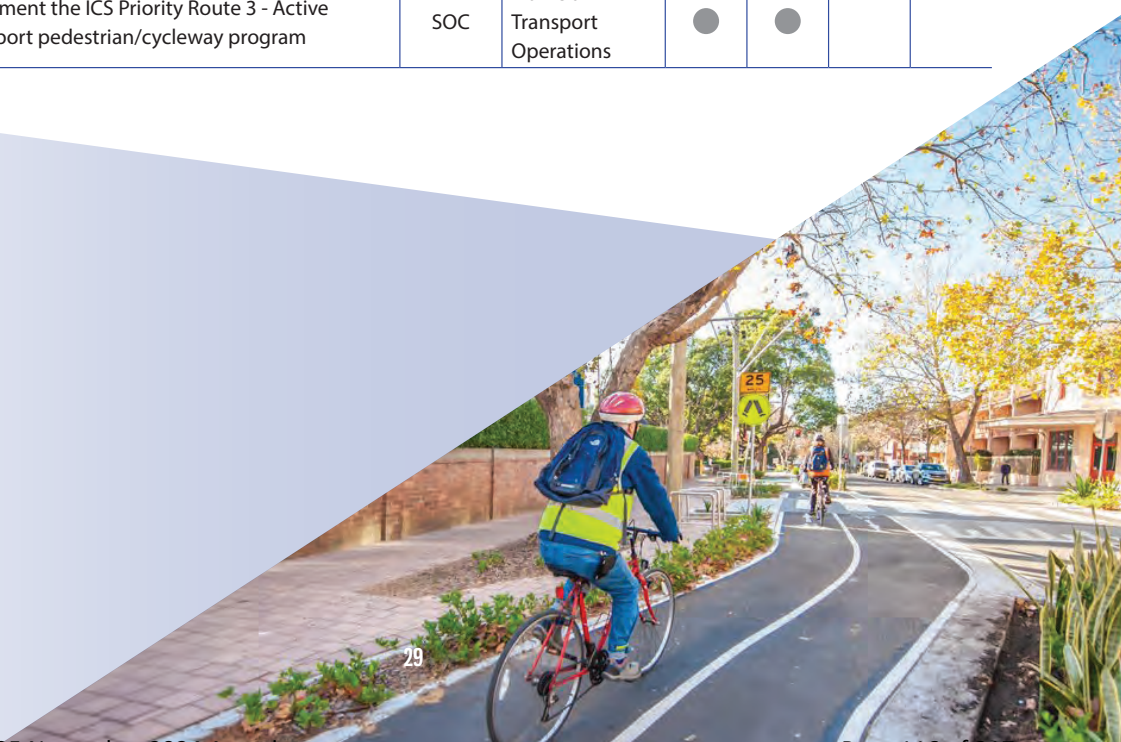 ment the ICS Priority Route 3 - Active
port pedestrian/cycleway program
SOC
Transport
Operations
25
29